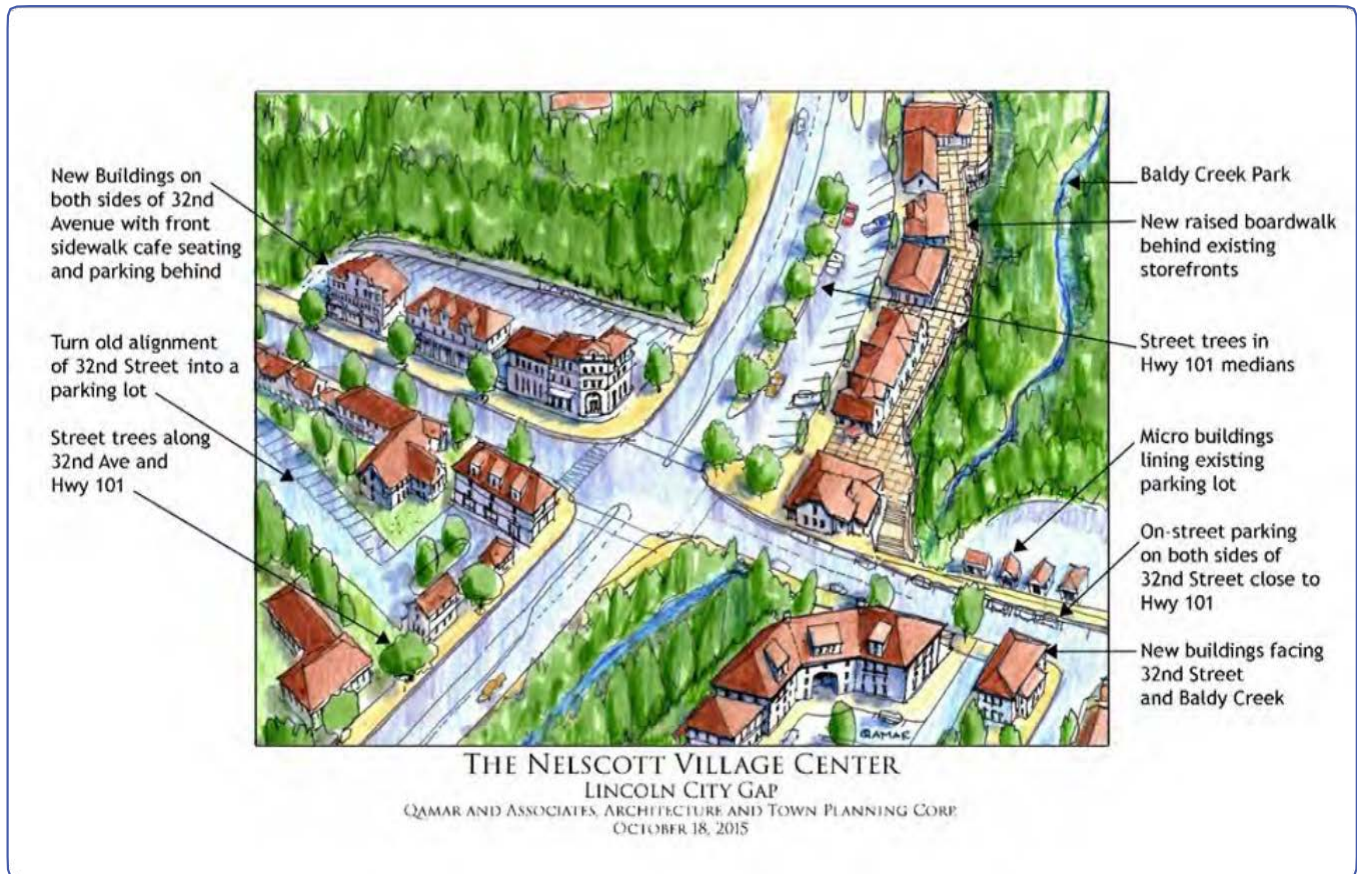 New Buildings on
both sides of 32nd
Avenue with front
sidewalk cafe seating
and parking behind
Turn old alignment
of 32nd Street into a
parking lot
Street trees along
32nd Ave and
Hwy 101
Baldy Creek Park
New raised boardwalk
behind existing
storefronts
Street trees in
Hwy 101 medians
Micro buildings
lining existing
parking lot
On-street parking
on both sides of
32nd Street close to
Hwy 101
New buildings facing
32nd Street
and Baldy Creek
QAMAR
THE NELSCOTT VILLAGE CENTER
LINCOLN CITY GAP
QAMAR AND ASSOCIATES, ARCHITECTURE AND TOWN PLANNING CORP.
OCTOBER 18, 2015